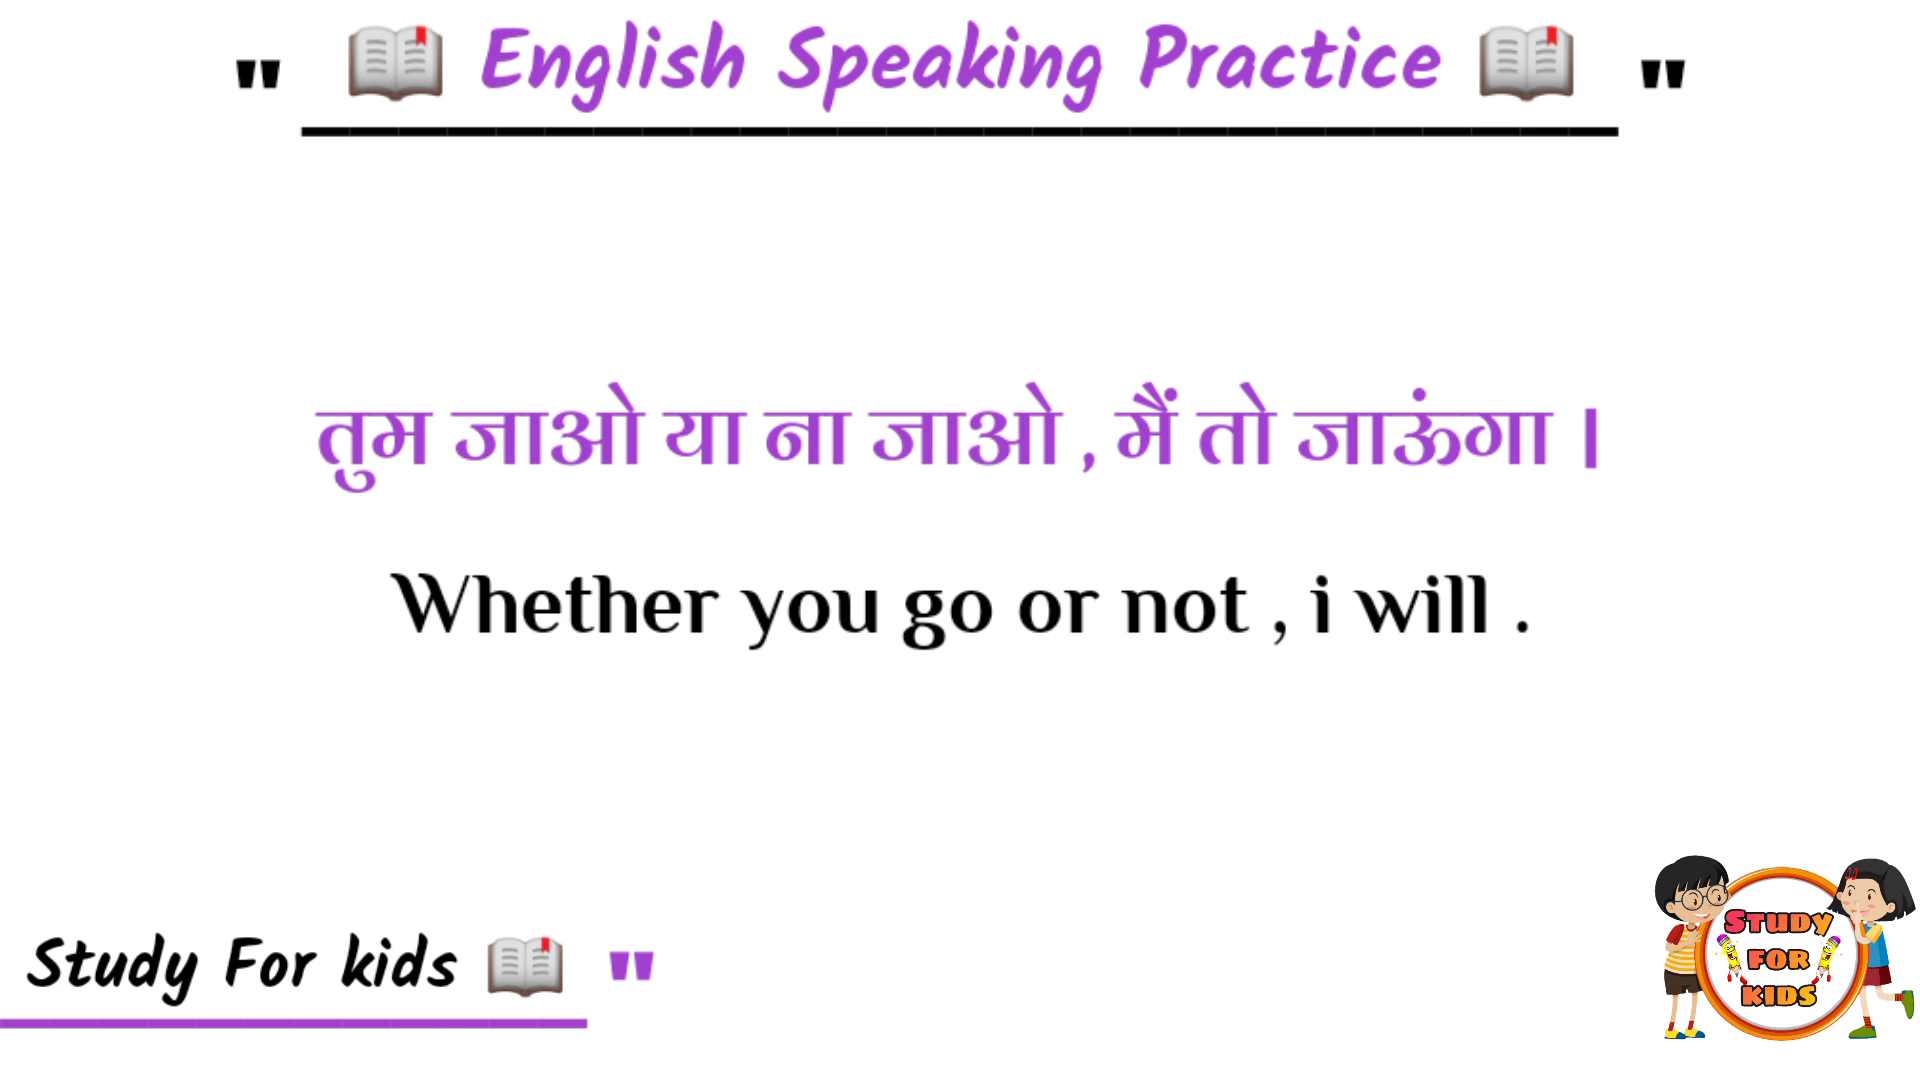 " 📖 English Speaking Practice 📖 "
तुम जाओ या ना जाओ , मैं तो जाऊंगा ।
Whether you go or not , i will .
Study For kids 📖 "
STUDY
FOR
KIDS